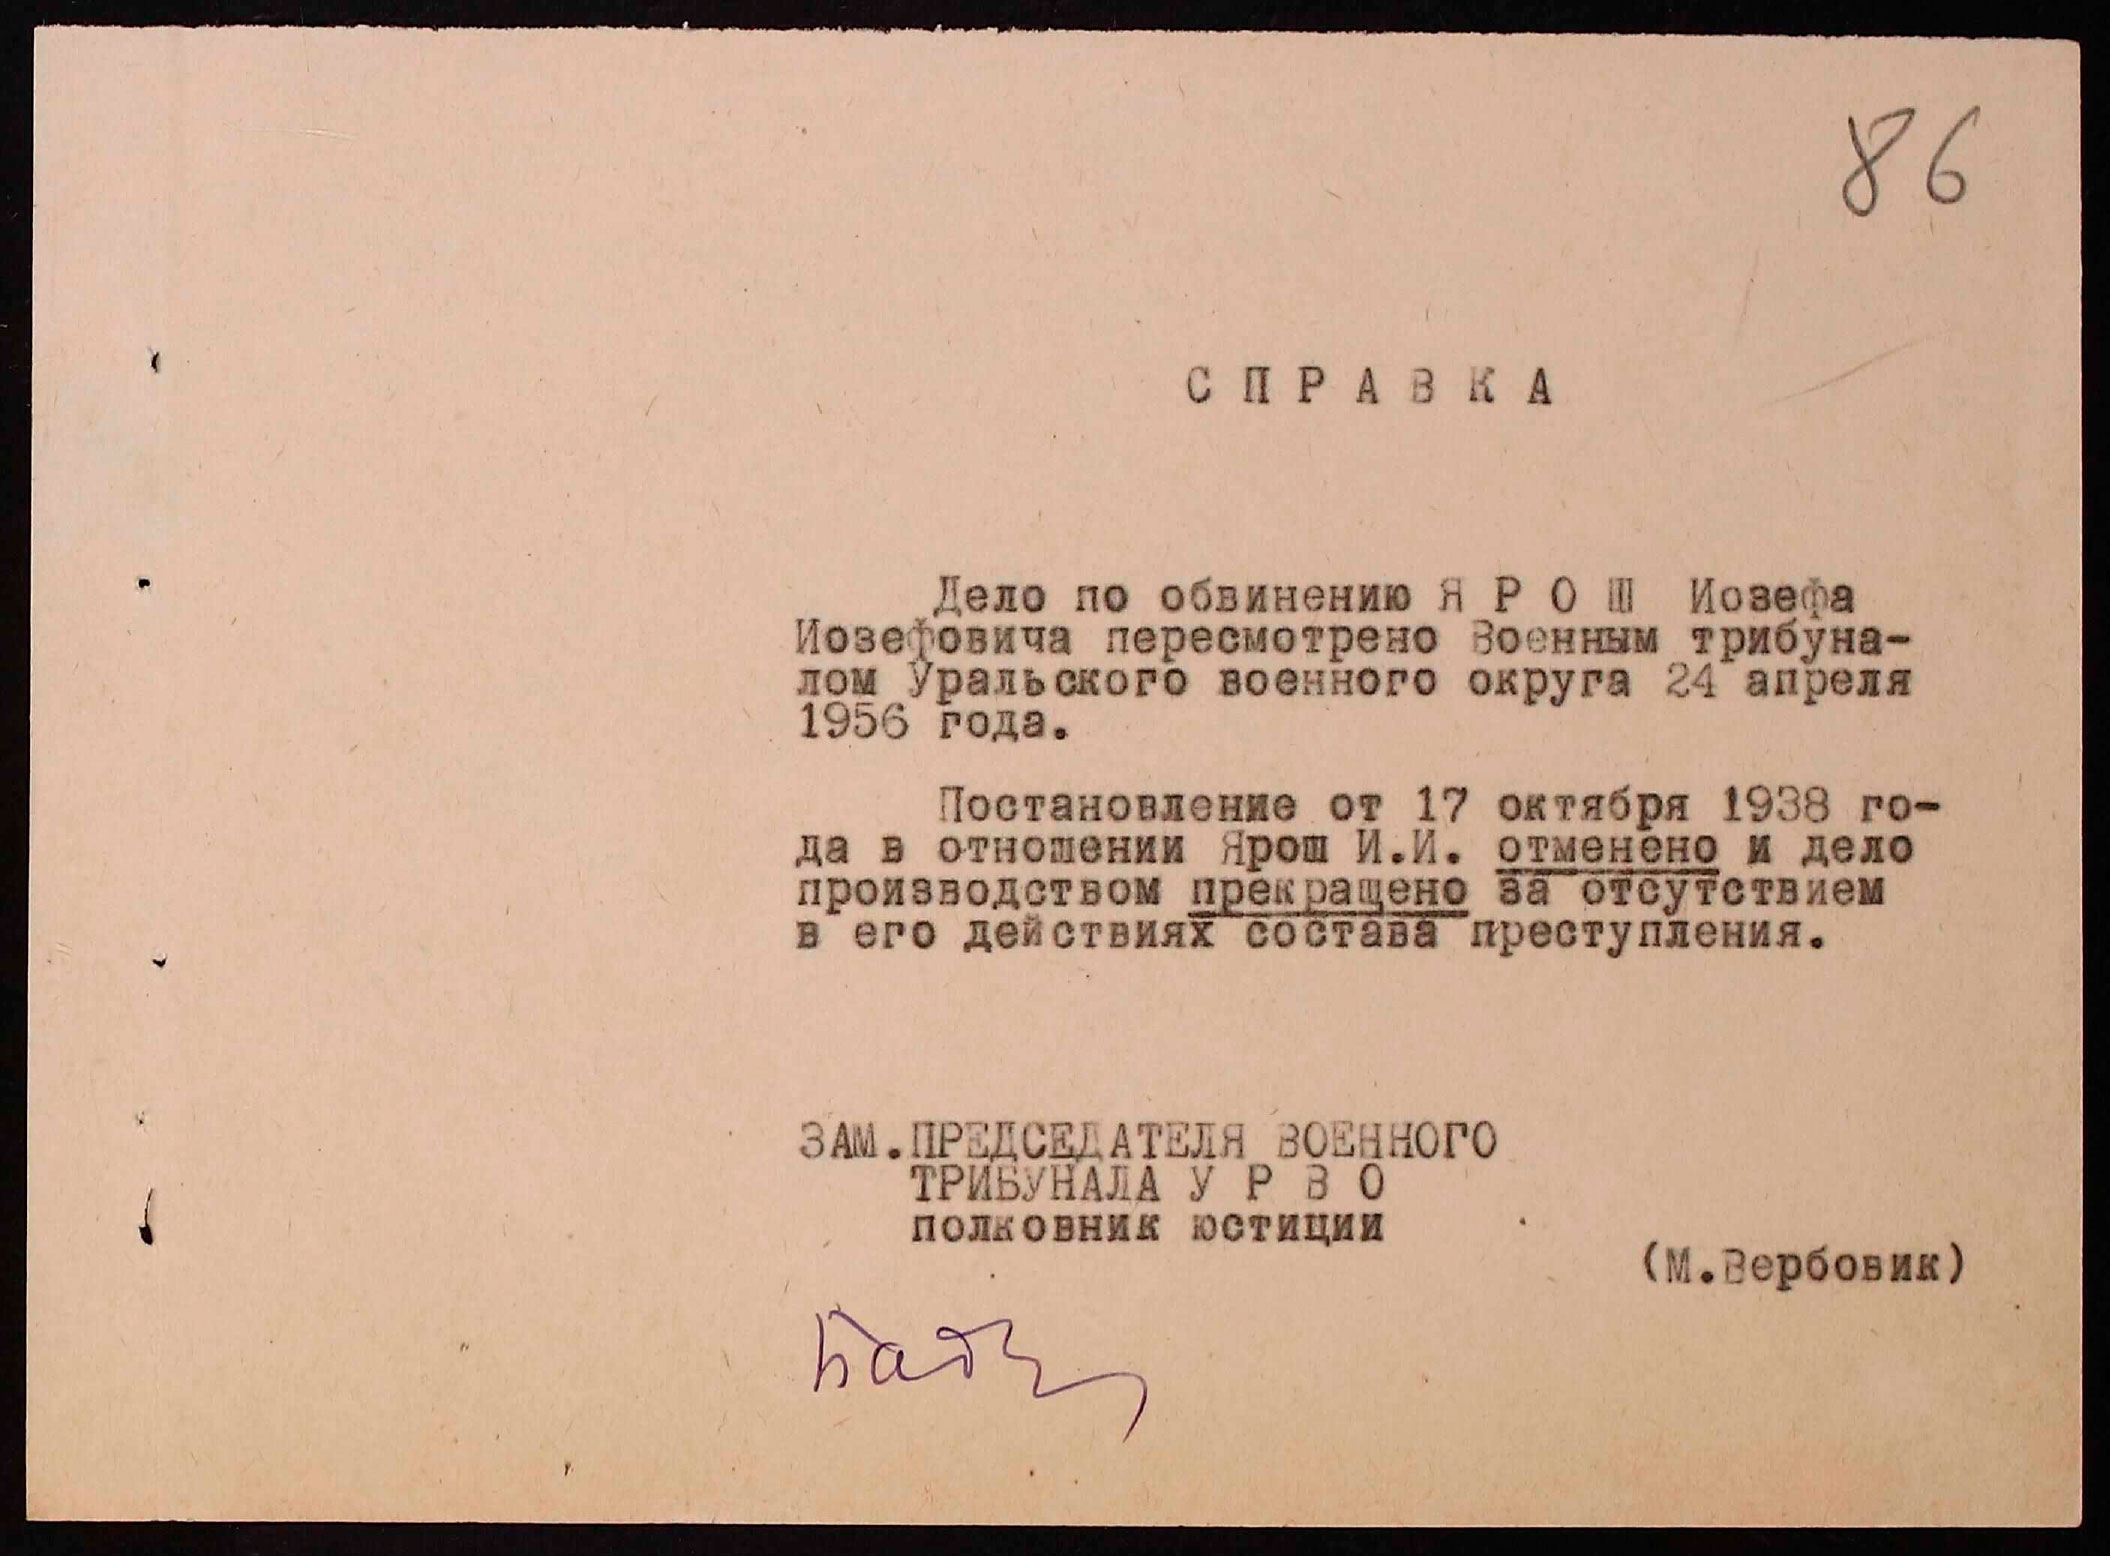 86
С П Р А В К А
Дело по обвинению Я Р О Ш Иозефа
Иозефовича пересмотрено Военным трибуна-
лом Уральского военного округа 24 апреля
1956 года.
Постановление от 17 октября 1938 го-
да в отношении Ярош И.И. отменено и дело
производством прекращено за отсутствием
в его действиях состава преступления.
ЗАМ.ПРЕДСЕДАТЕЛЯ ВОЕННОГО
ТРИБУНАЛА У Р В О
полковник юстиции
(М.Вербовик)